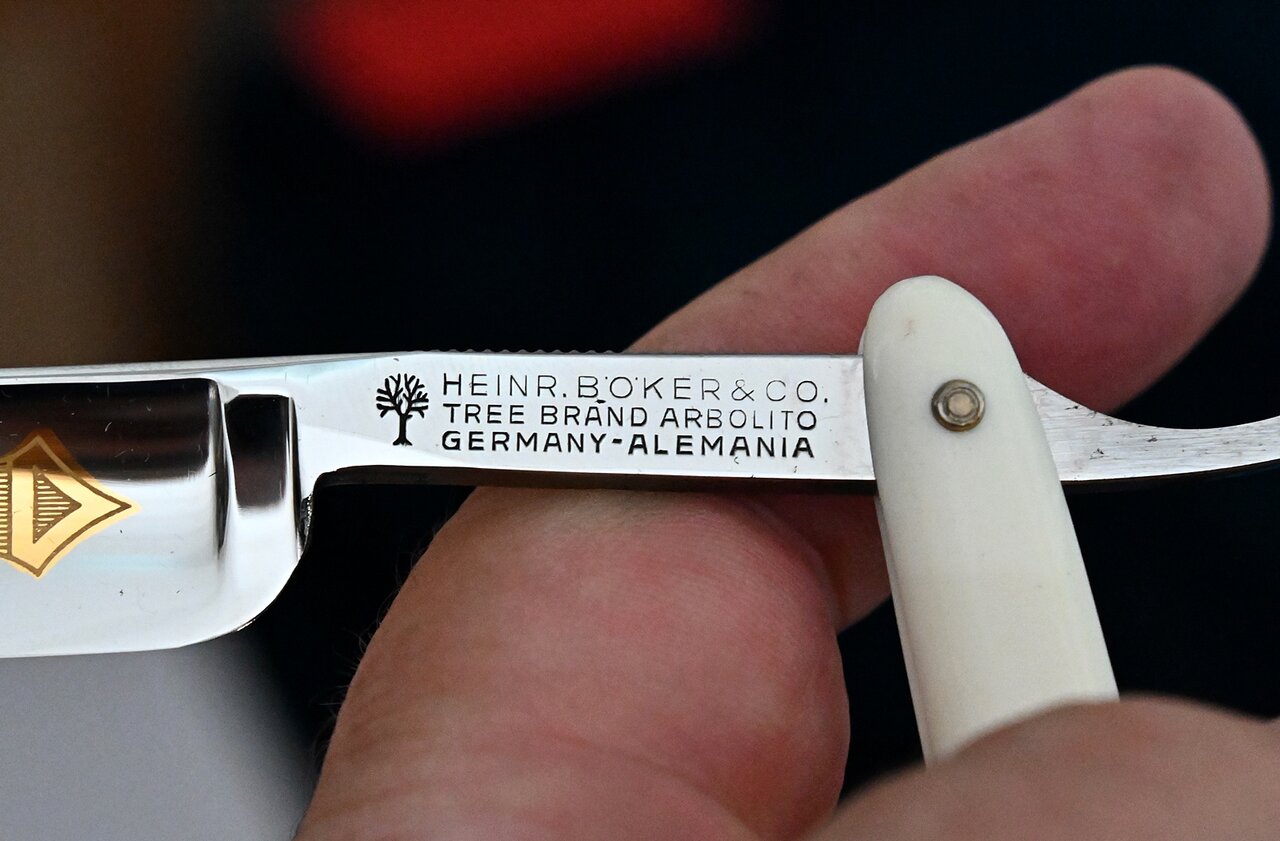 HEINR. BÖKER & CO.
TREE BRAND ARBOLITO
GERMANY-ALEMANIA